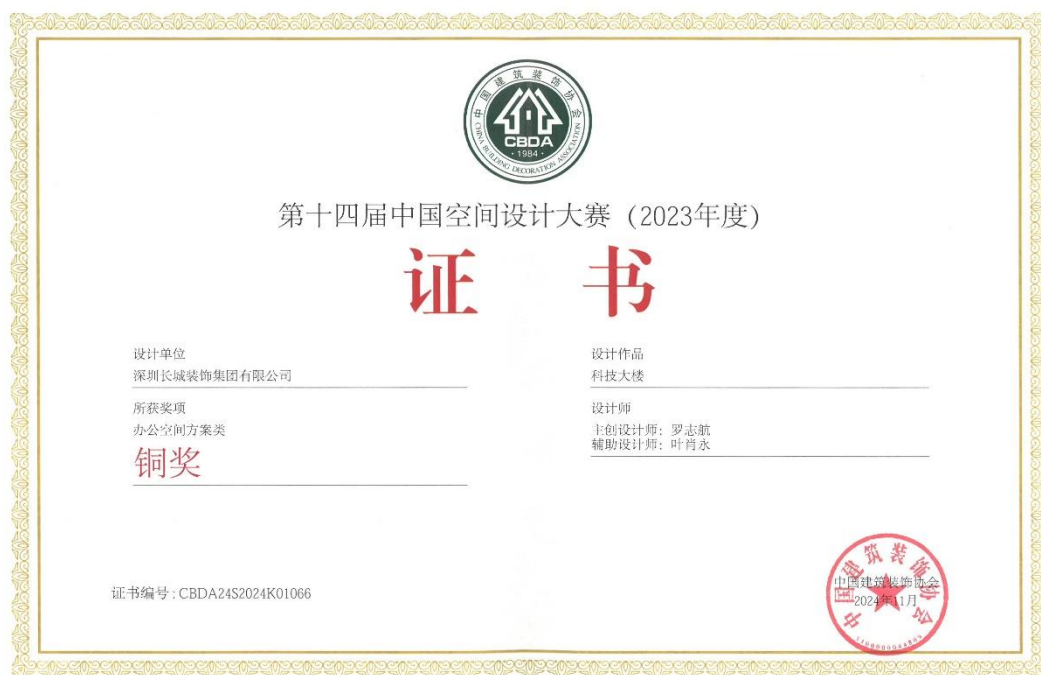 中国建筑装饰协会
CBDA
·1984·
CHINA BUILDING DECORATION ASSOCIATION
第十四届中国空间设计大赛（2023年度）
证 书
设计单位
深圳长城装饰集团有限公司
所获奖项
办公空间方案类
铜奖
设计作品
科技大楼
设计师
主创设计师：罗志航
辅助设计师：叶肖永
证书编号:CBDA24S2024K01066
中国建筑装饰协会
2024年11月
中国建筑装饰协会